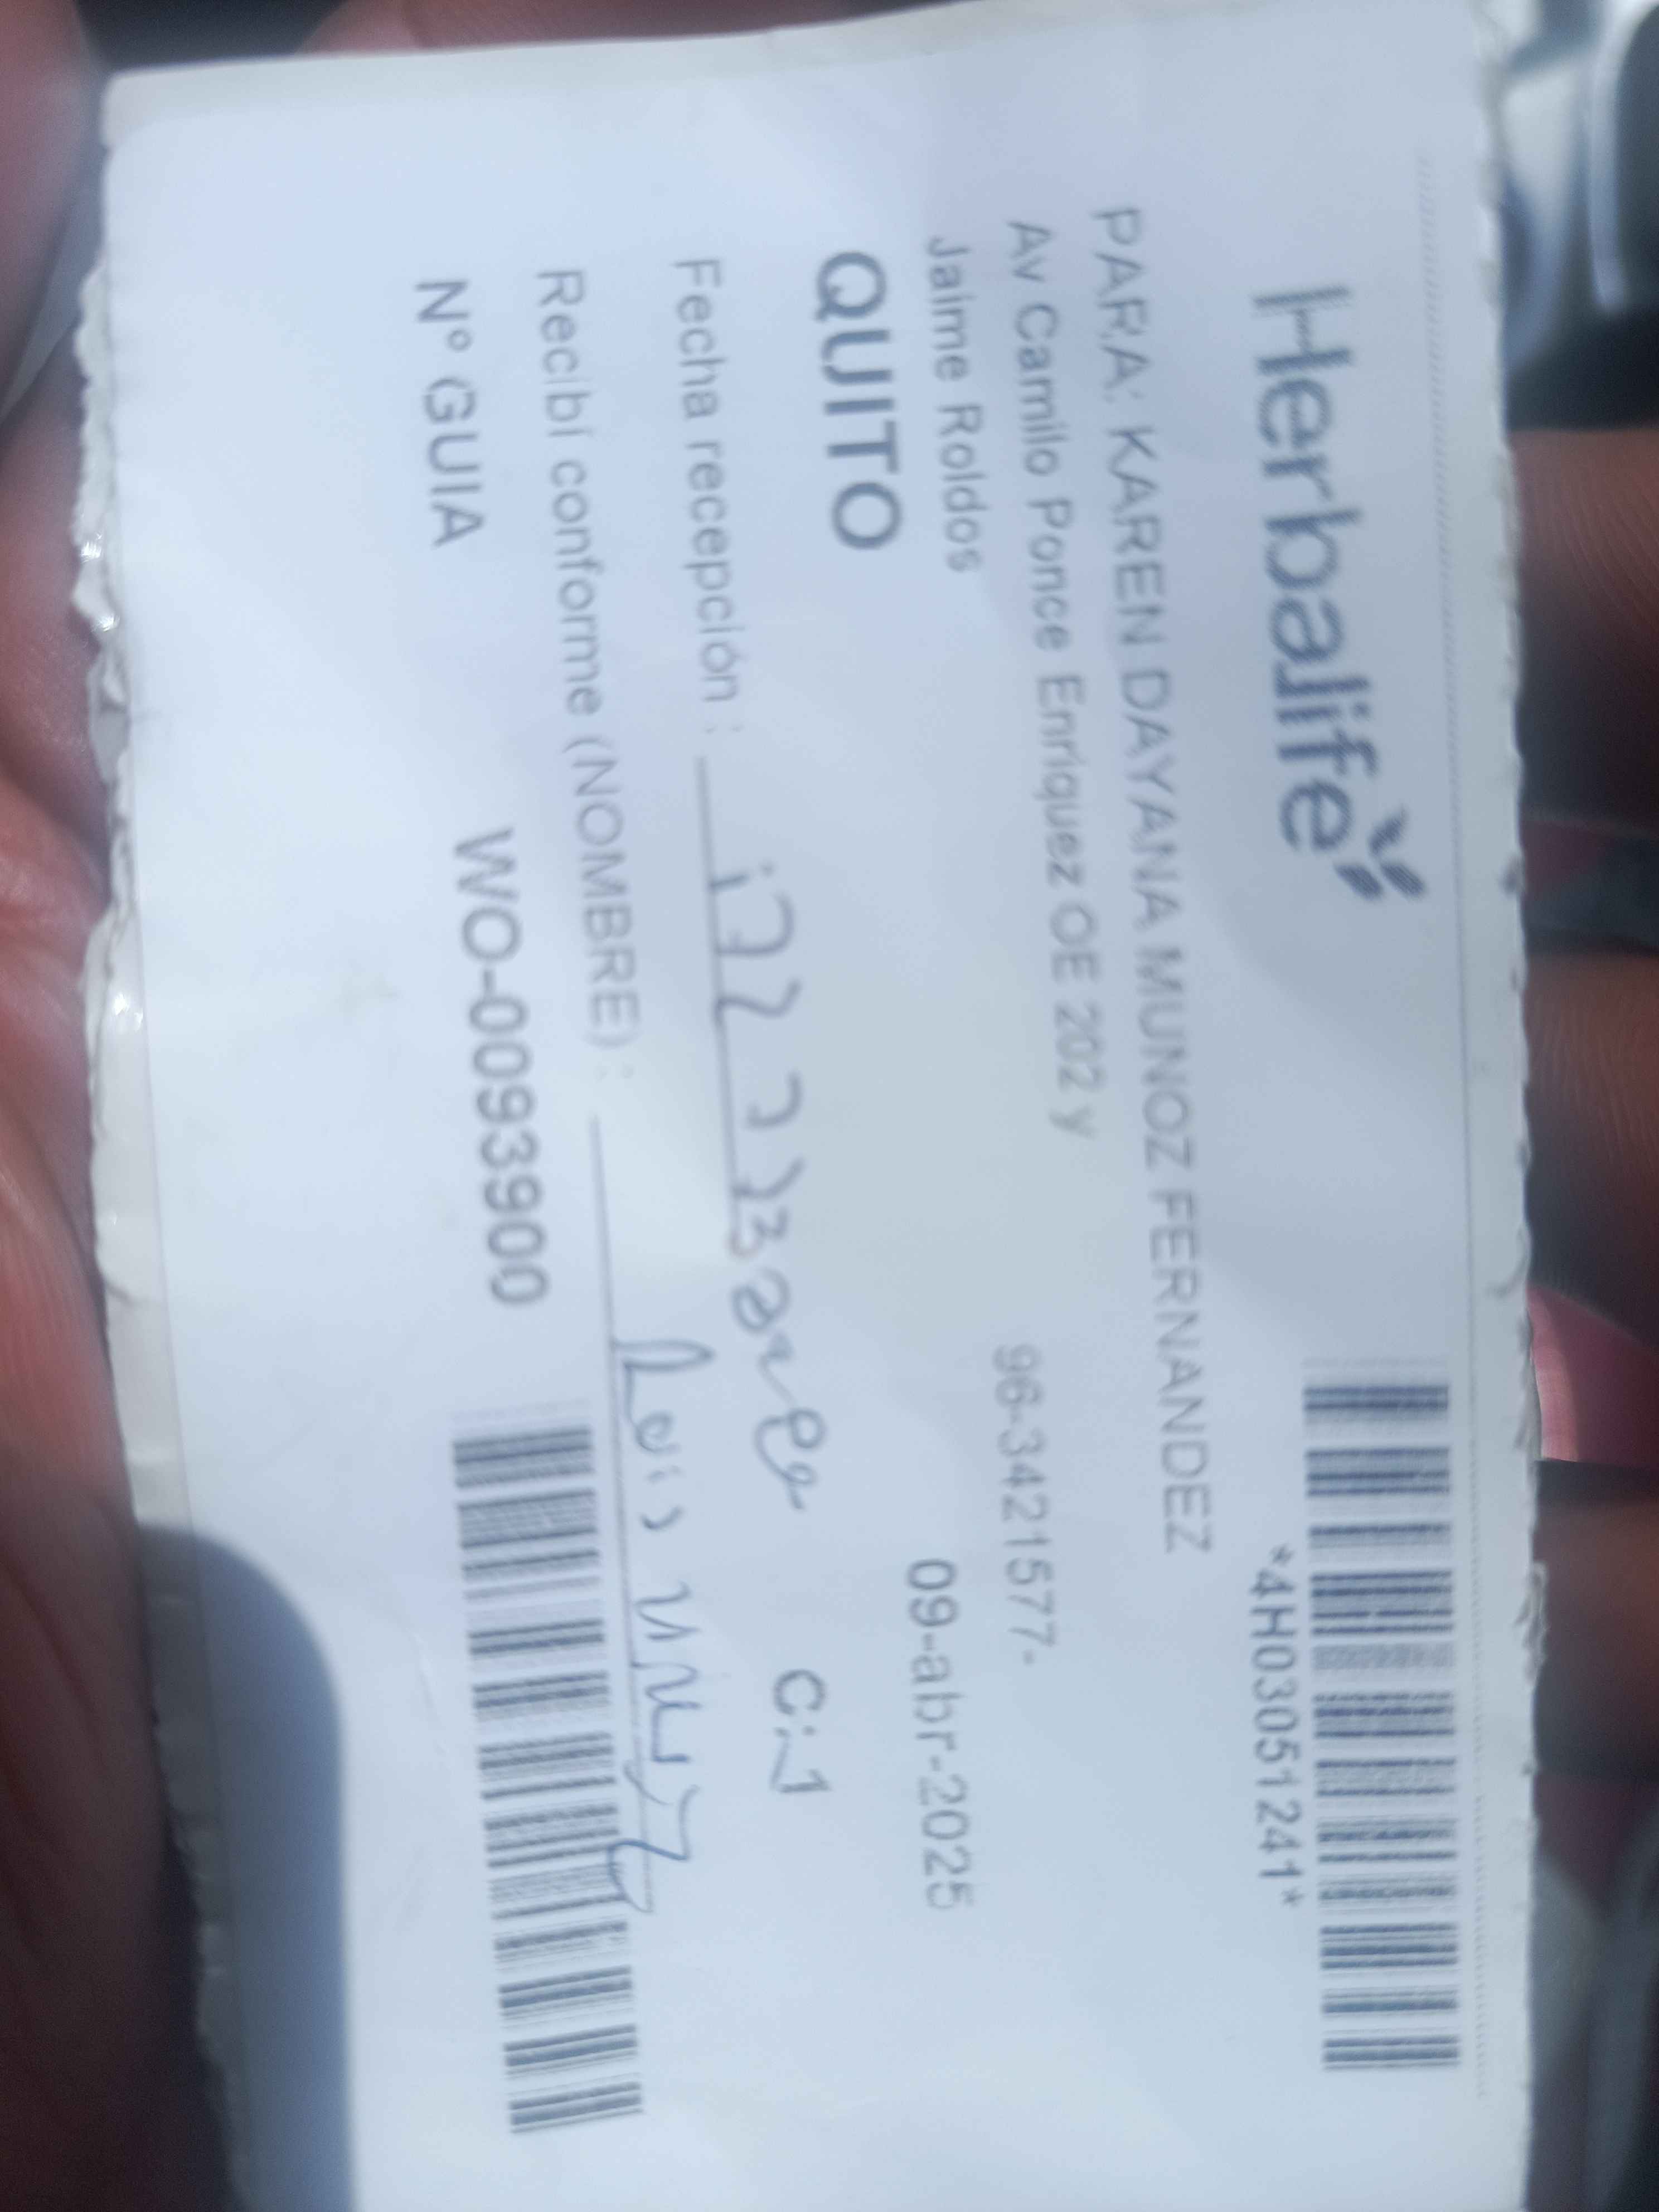 Herbalife
*4H03051241*
PARA: KAREN DAYANA MUNOZ FERNANDEZ
Av Camilo Ponce Enriquez OE 202 y
96-3421577-
Jaime Roldos
09-abr-2025
QUITO
C:1
Fecha recepción :
Recibí conforme (NOMBRE) :
Nº GUIA
WO-00939900